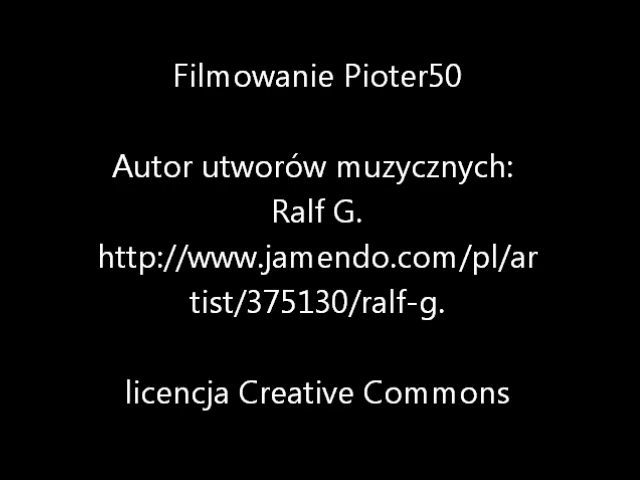 Filmowanie Pioter50
Autor utworów muzycznych:
Ralf G.
http://www.jamendo.com/pl/ar
tist/375130/ralf-g.
licencja Creative Commons